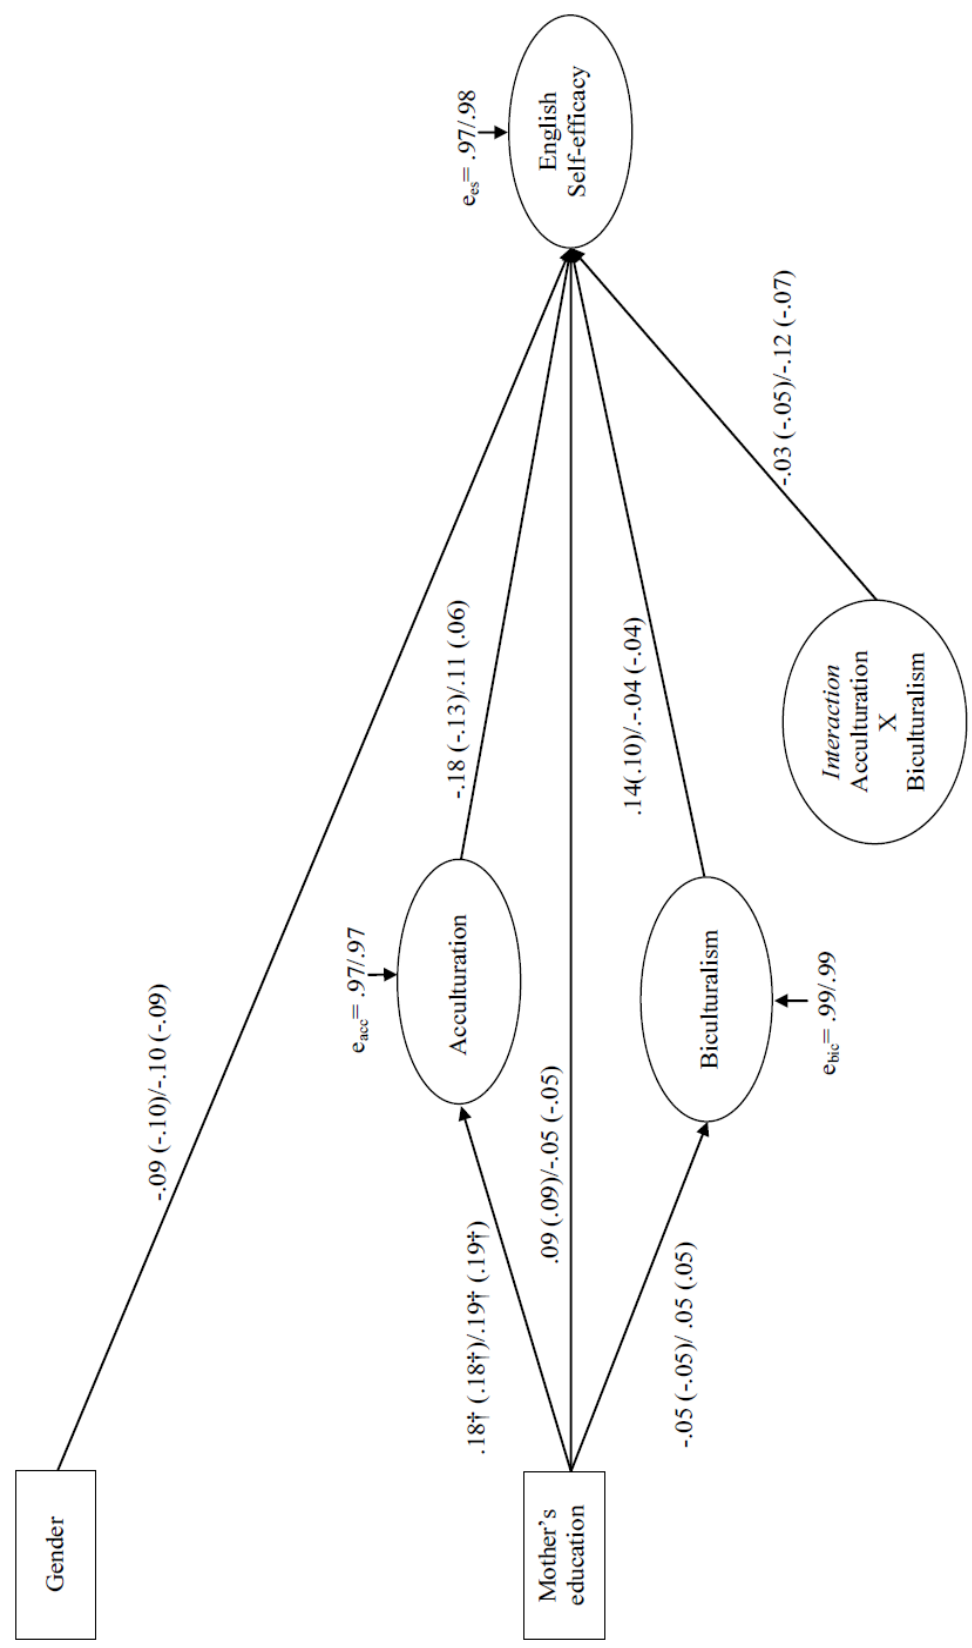 Gender
-.09 (-.10)/-.10 (-.09)
e_acc= .97/.97
Acculturation
-.18 (-.13)/.11 (.06)
e_es= .97/.98
English
Self-efficacy
.18† (.18†)/.19† (.19†)
Mother's
education
.09 (.09)/-.05 (-.05)
-.05 (-.05)/ .05 (.05)
Biculturalism
e_bic= .99/.99
.14(.10)/.-.04 (-.04)
Interaction
Acculturation
X
Biculturalism
-.03 (-.05)/-.12 (-.07)